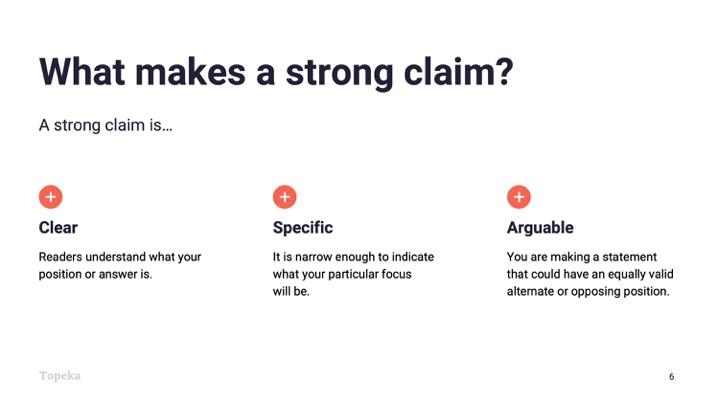 What makes a strong claim?
A strong claim is…
Clear
Readers understand what your
position or answer is.
Specific
It is narrow enough to indicate
what your particular focus
will be.
Arguable
You are making a statement
that could have an equally valid
alternate or opposing position.
Topeka
6